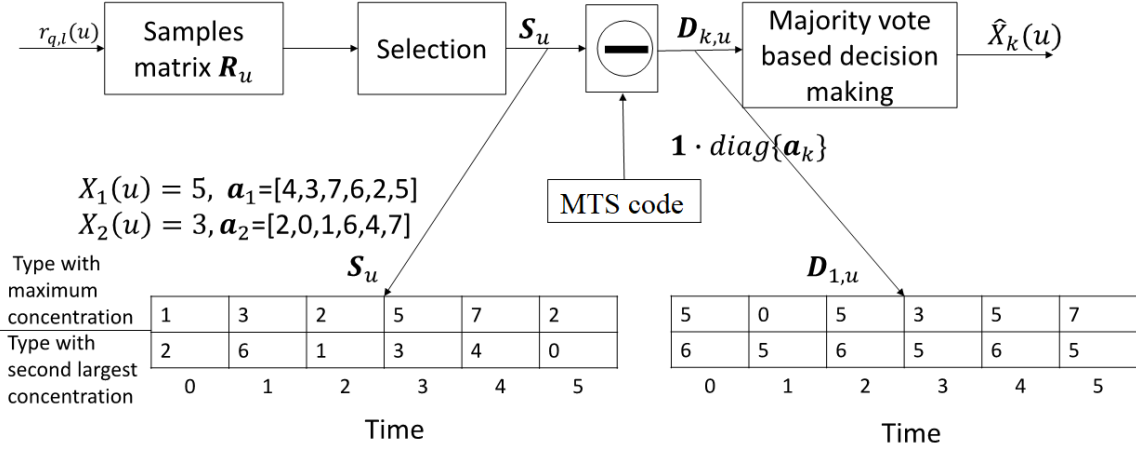 r_{q,l}(u)
Samples
matrix R_u
Selection
S_u
D_{k,u}
Majority vote
based decision
making
X̂_k(u)
1 · diag{a_k}
MTS code
X_1(u) = 5, a_1=[4,3,7,6,2,5]
X_2(u) = 3, a_2=[2,0,1,6,4,7]
S_u
D_{1,u}
Type with
maximum
concentration
1 3 2 5 7 2
5 0 5 3 5 7
Type with
second largest
concentration
2 6 1 3 4 0
6 5 6 5 6 5
0 1 2 3 4 5
0 1 2 3 4 5
Time
Time